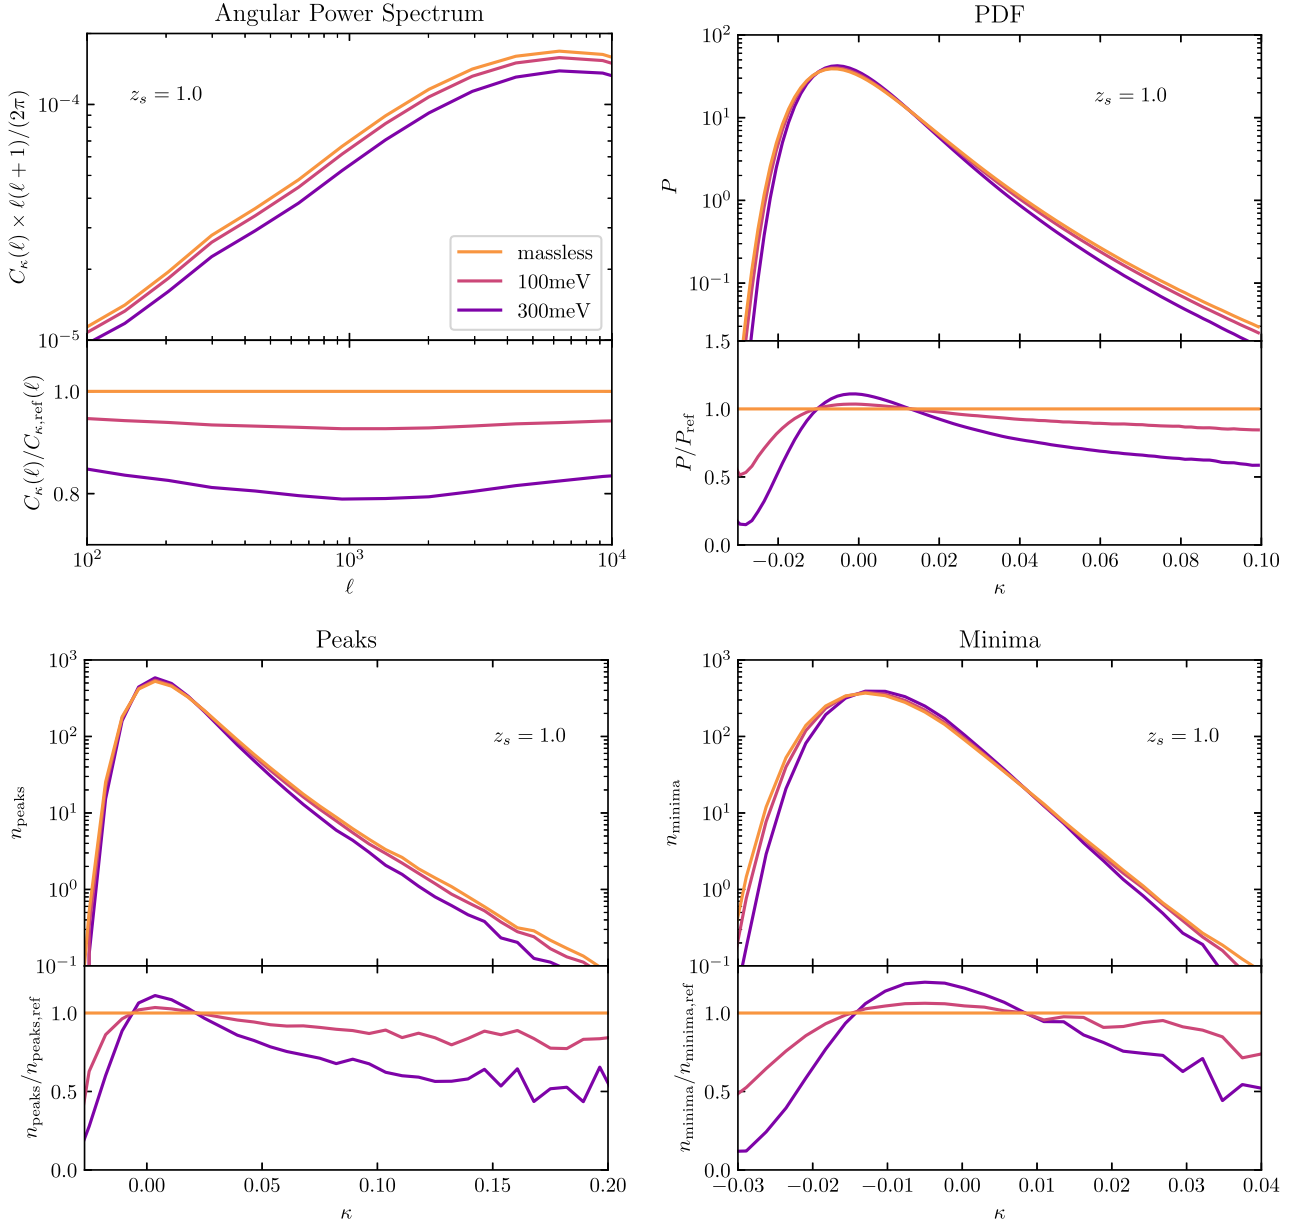 Angular Power Spectrum
C_κ(ℓ) × ℓ(ℓ + 1)/(2π)
10^−4
10^−5
z_s = 1.0
massless
100meV
300meV
C_κ(ℓ)/C_κ,ref(ℓ)
1.0
0.8
10^2
10^3
10^4
ℓ
PDF
P
10^2
10^1
10^0
10^−1
z_s = 1.0
P/P_ref
1.5
1.0
0.5
0.0
−0.02
0.00
0.02
0.04
0.06
0.08
0.10
κ
Peaks
n_peaks
10^3
10^2
10^1
10^0
10^−1
z_s = 1.0
n_peaks/n_peaks,ref
1.0
0.5
0.0
0.00
0.05
0.10
0.15
0.20
κ
Minima
n_minima
10^3
10^2
10^1
10^0
10^−1
z_s = 1.0
n_minima/n_minima,ref
1.0
0.5
0.0
−0.03
−0.02
−0.01
0.00
0.01
0.02
0.03
0.04
κ